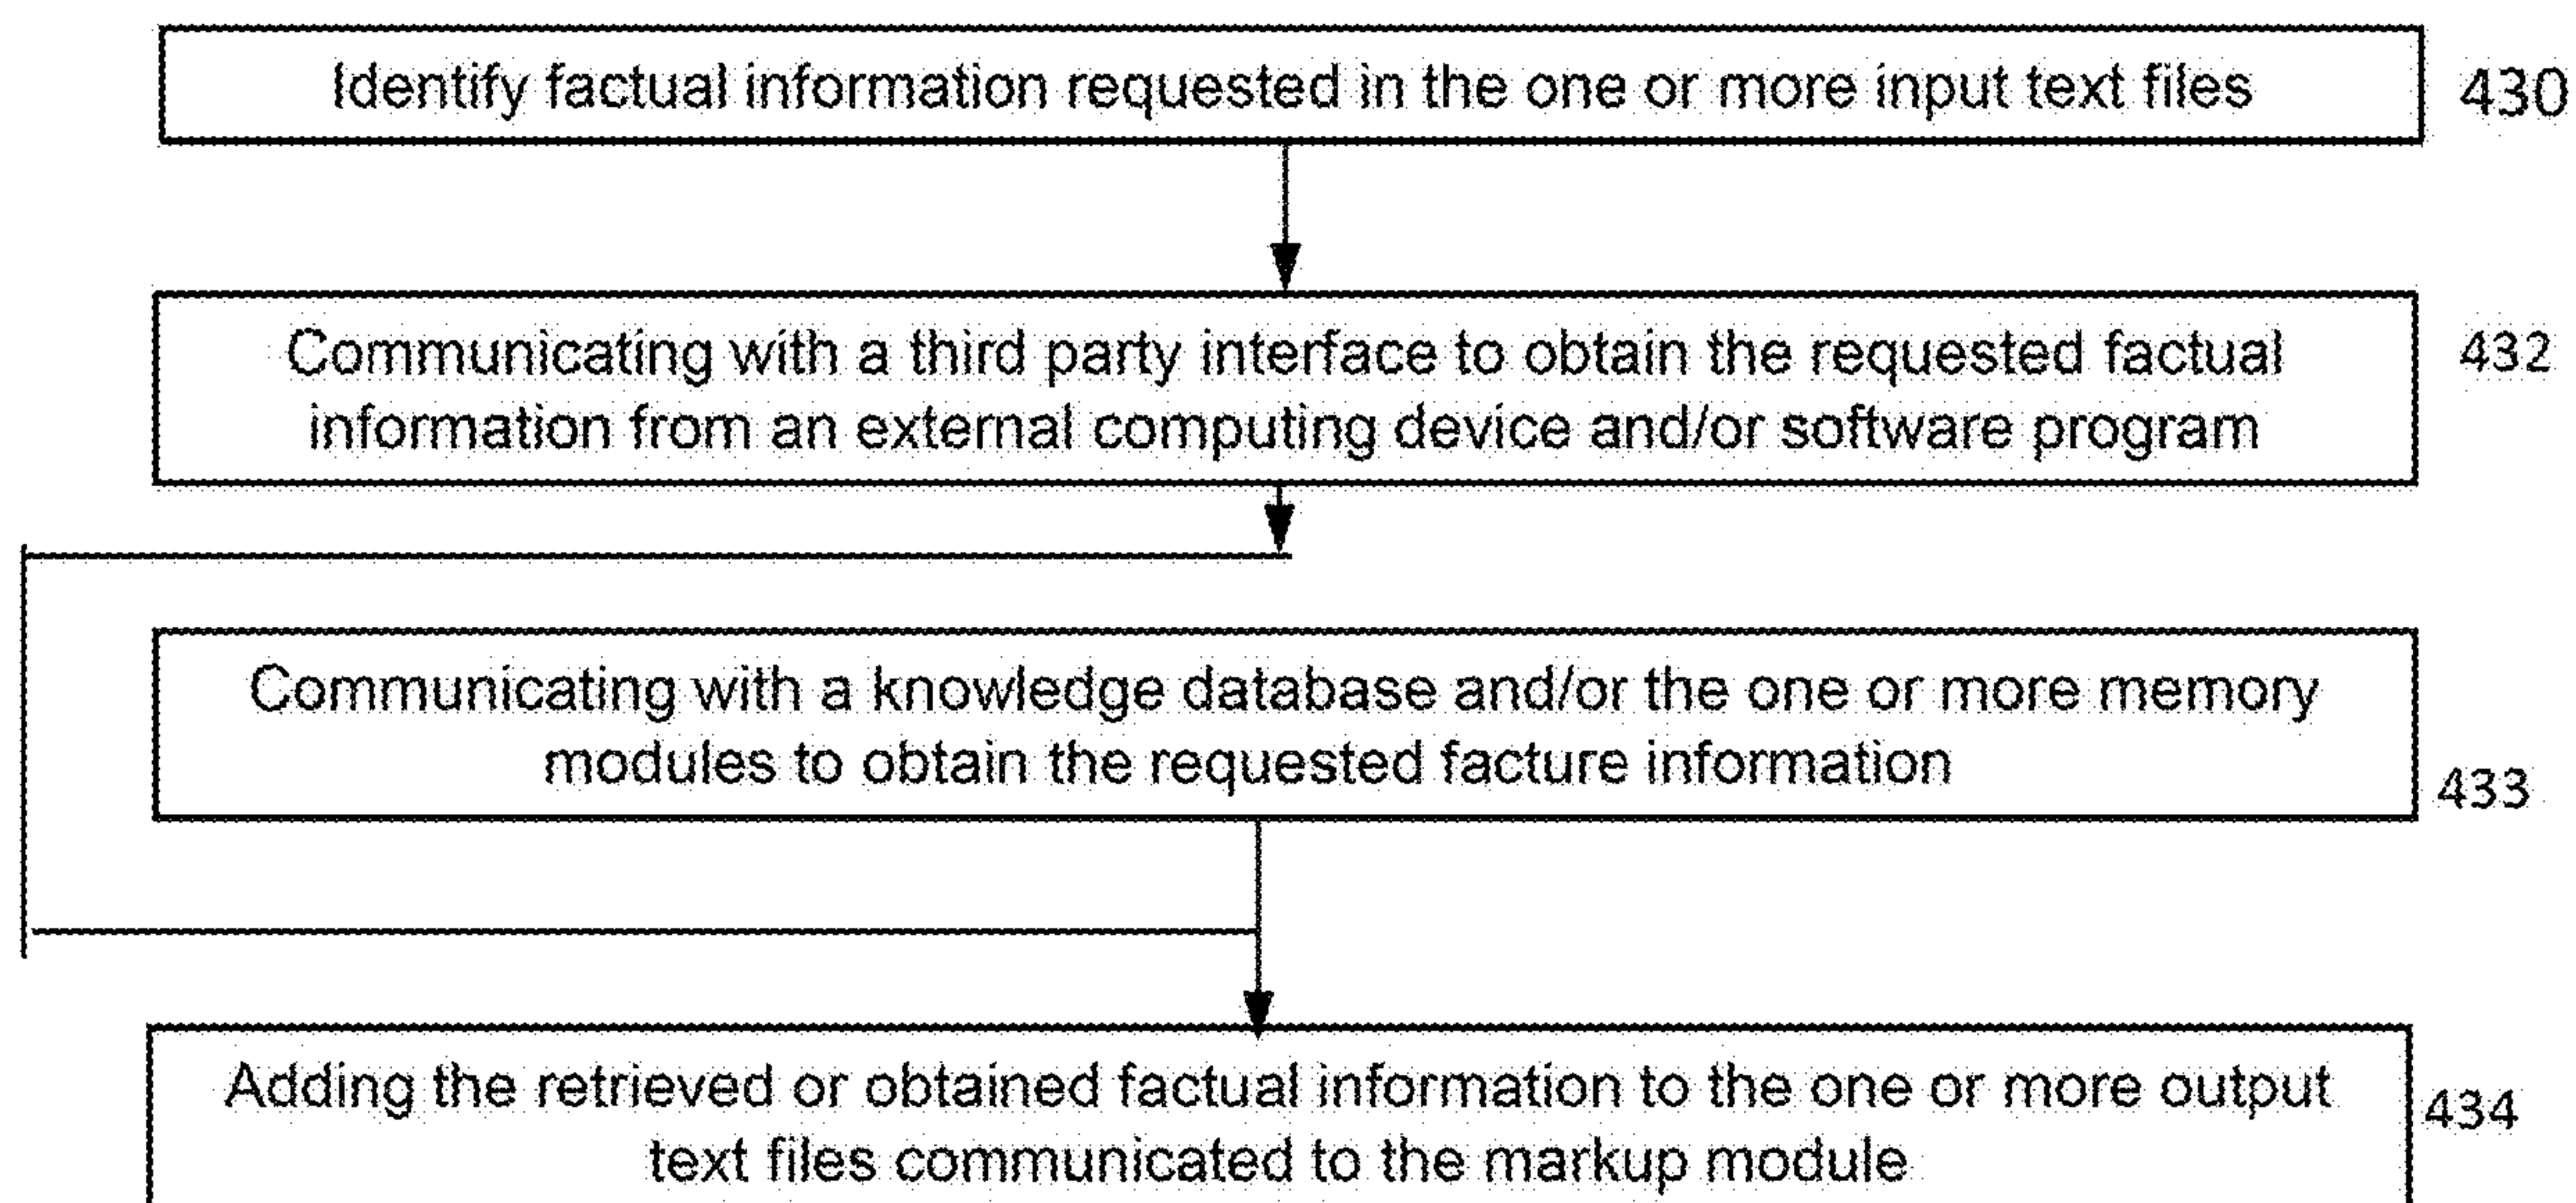 Identify factual information requested in the one or more input text files
430
Communicating with a third party interface to obtain the requested factual
432
information from an external computing device and/or software program
Communicating with a knowledge database and/or the one or more memory
modules to obtain the requested facture information
433
Adding the retrieved or obtained factual information to the one or more output
434
text files communicated to the markup module